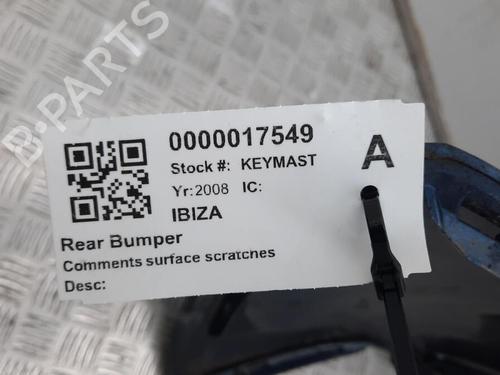 B-PARTS
0000017549
A
Stock #: KEYMAST
Yr:2008 IC:
IBIZA
Rear Bumper
Comments surface scratches
Desc: